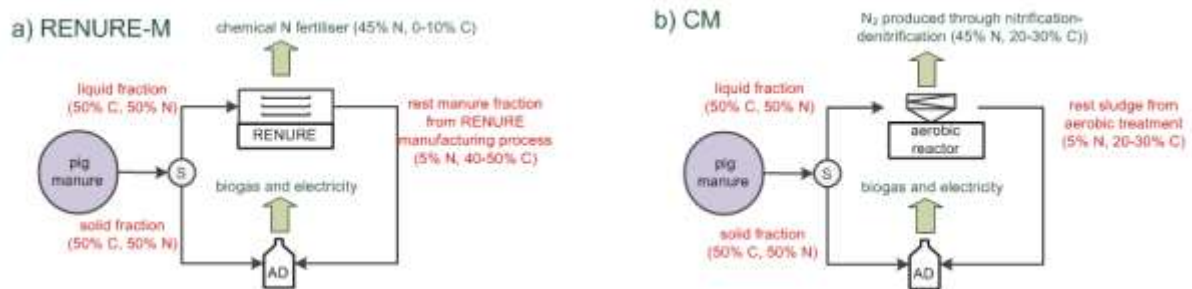 a) RENURE-M
chemical N fertiliser (45% N, 0-10% C)
liquid fraction
(50% C, 50% N)
RENURE
rest manure fraction
from RENURE
manufacturing process
(5% N, 40-50% C)
pig
manure
S
biogas and electricity
solid fraction
(50% C, 50% N)
AD
b) CM
N₂ produced through nitrification-
denitrification (45% N, 20-30% C))
liquid fraction
(50% C, 50% N)
aerobic
reactor
rest sludge from
aerobic treatment
(5% N, 20-30% C)
pig
manure
S
biogas and electricity
solid fraction
(50% C, 50% N)
AD